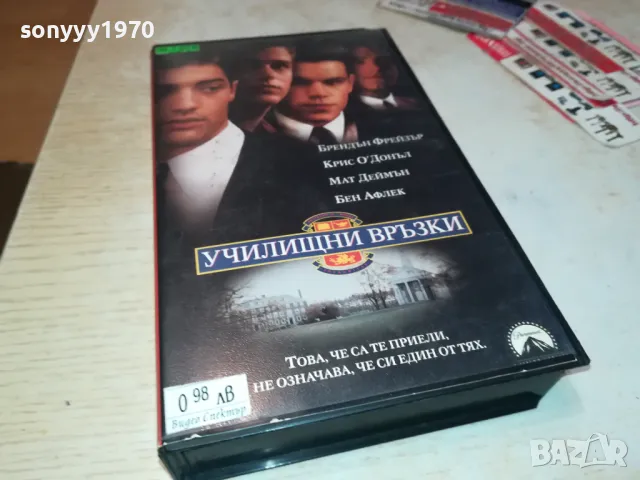 sonyyy1970
БРЕНДЪН ФРЕЙЗЪР
КРИС О'ДОНЪЛ
МАТ ДЕЙМЪН
БЕН АФЛЕК
УЧИЛИЩНИ ВРЪЗКИ
ТОВА, ЧЕ СА ТЕ ПРИЕЛИ,
НЕ ОЗНАЧАВА, ЧЕ СИ ЕДИН ОТ ТЯХ.
Paramount
0 98 лв
Видео Спектър
BAZAR